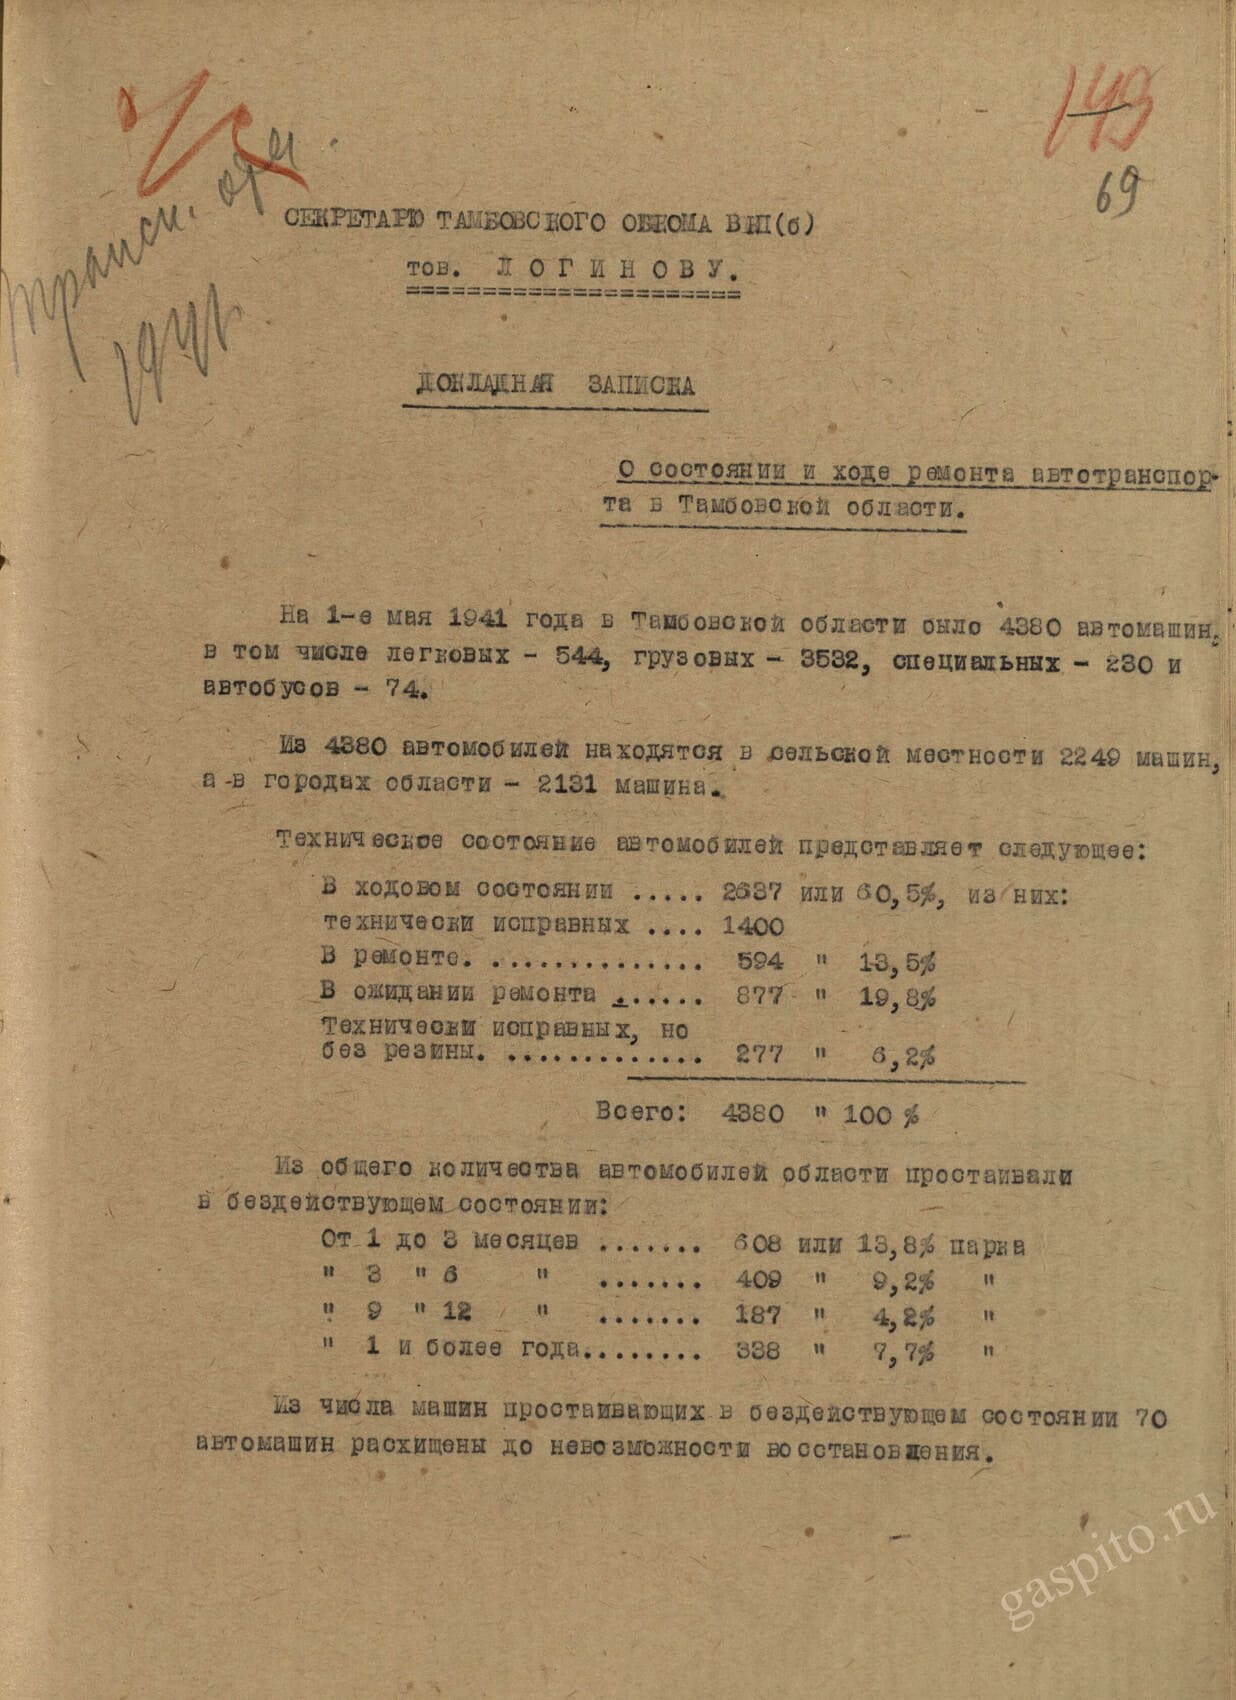 149
69
Трансп. отд.
1941г.
СЕКРЕТАРЮ ТАМБОВСКОГО ОБКОМА ВКП(б)
тов. ЛОГИНОВУ.
======================
ДОКЛАДНАЯ ЗАПИСКА
О состоянии и ходе ремонта автотранспор-
та в Тамбовской области.
На 1-е мая 1941 года в Тамбовской области было 4380 автомашин,
в том числе легковых - 544, грузовых - 3532, специальных - 230 и
автобусов - 74.
Из 4380 автомобилей находятся в сельской местности 2249 машин,
а в городах области - 2131 машина.
Техническое состояние автомобилей представляет следующее:
В ходовом состоянии ..... 2637 или 60,5%, из них:
технически исправных .... 1400
В ремонте. .............. 594 " 13,5%
В ожидании ремонта ...... 877 " 19,8%
Технически исправных, но
без резины. ............. 277 " 6,2%
Всего: 4380 " 100 %
Из общего количества автомобилей области простаивали
в бездействующем состоянии:
От 1 до 3 месяцев ....... 608 или 13,8% парка
" 3 " 6 " ....... 409 " 9,2% "
" 9 " 12 " ....... 187 " 4,2% "
" 1 и более года........ 338 " 7,7% "
Из числа машин простаивающих в бездействующем состоянии 70
автомашин расхищены до невозможности восстановления.
gaspito.ru